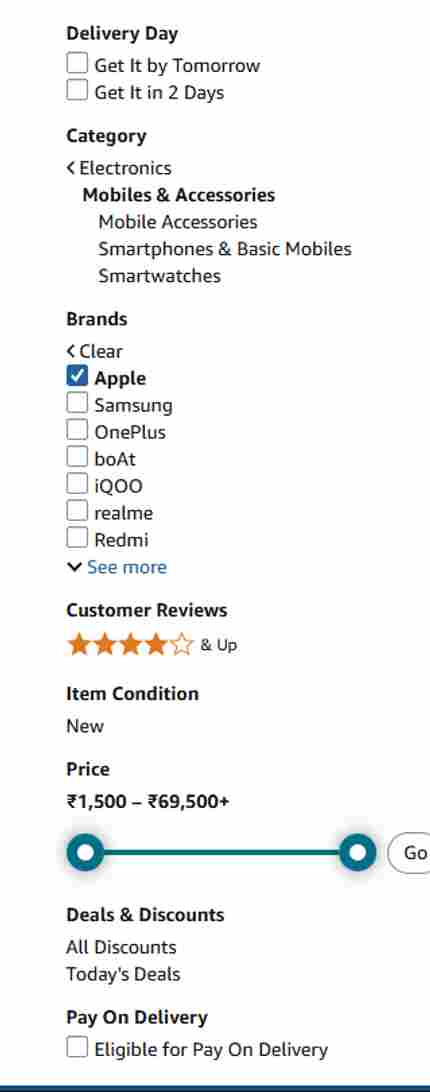 Delivery Day
Get It by Tomorrow
Get It in 2 Days
Category
Electronics
Mobiles & Accessories
Mobile Accessories
Smartphones & Basic Mobiles
Smartwatches
Brands
Clear
Apple
Samsung
OnePlus
boAt
iQOO
realme
Redmi
See more
Customer Reviews
& Up
Item Condition
New
Price
₹1,500 – ₹69,500+
Go
Deals & Discounts
All Discounts
Today's Deals
Pay On Delivery
Eligible for Pay On Delivery